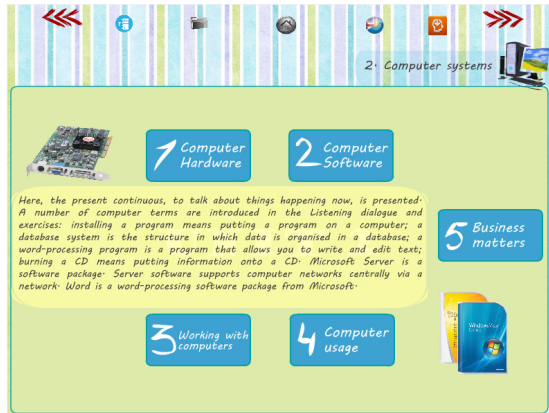 2. Computer systems
1 Computer
Hardware
2 Computer
Software
Here, the present continuous, to talk about things happening now, is presented.
A number of computer terms are introduced in the Listening dialogue and
exercises: installing a program means putting a program on a computer; a
database system is the structure in which data is organised in a database; a
word-processing program is a program that allows you to write and edit text;
burning a CD means putting information onto a CD. Microsoft Server is a
software package. Server software supports computer networks centrally via a
network. Word is a word-processing software package from Microsoft.
5 Business
matters
3 Working with
computers
4 Computer
usage